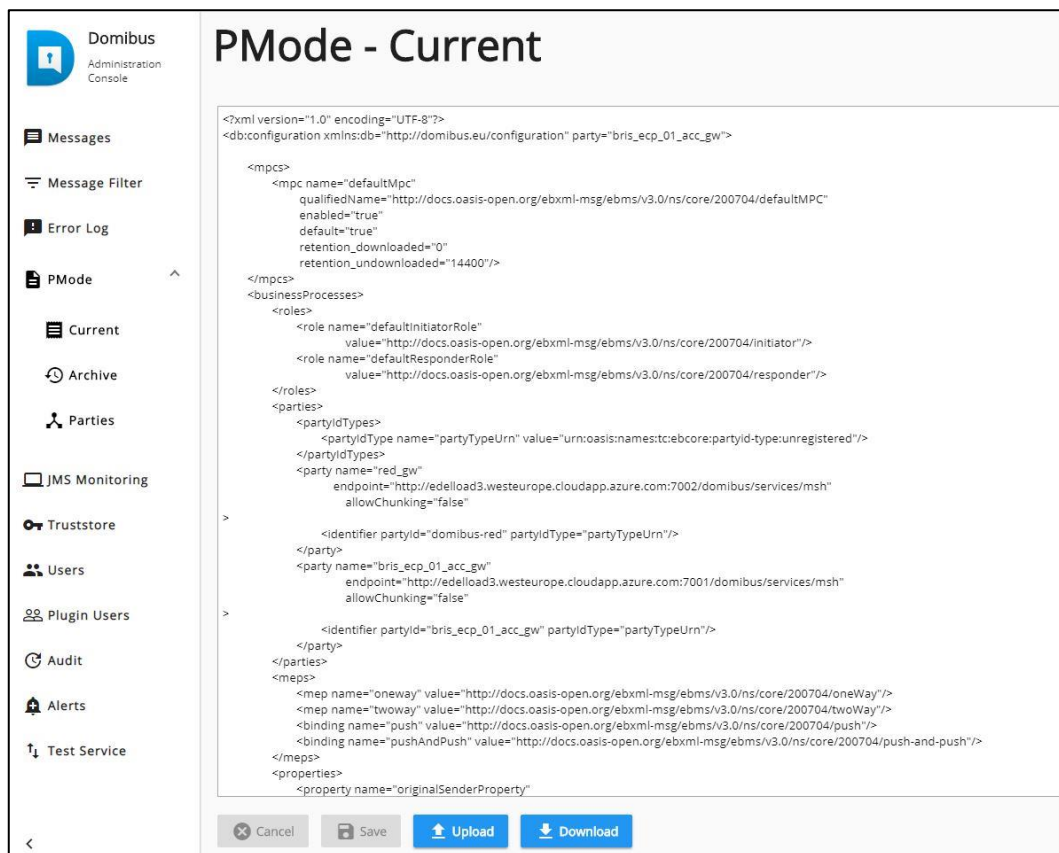 Domibus
Administration
Console
Messages
Message Filter
Error Log
PMode
Current
Archive
Parties
JMS Monitoring
Truststore
Users
Plugin Users
Audit
Alerts
Test Service
PMode - Current
<?xml version="1.0" encoding="UTF-8"?>
<db:configuration xmlns:db="http://domibus.eu/configuration" party="bris_ecp_01_acc_gw">
<mpcs>
<mpc name="defaultMpc"
qualifiedName="http://docs.oasis-open.org/ebxml-msg/ebms/v3.0/ns/core/200704/defaultMPC"
enabled="true"
default="true"
retention_downloaded="0"
retention_undownloaded="14400"/>
</mpcs>
<businessProcesses>
<roles>
<role name="defaultInitiatorRole"
value="http://docs.oasis-open.org/ebxml-msg/ebms/v3.0/ns/core/200704/initiator"/>
<role name="defaultResponderRole"
value="http://docs.oasis-open.org/ebxml-msg/ebms/v3.0/ns/core/200704/responder"/>
</roles>
<parties>
<partyIdTypes>
<partyIdType name="partyTypeUrn" value="urn:oasis:names:tc:ebcore:partyid-type:unregistered"/>
</partyIdTypes>
<party name="red_gw"
endpoint="http://edelload3.westeurope.cloudapp.azure.com:7002/domibus/services/msh"
allowChunking="false"
>
<identifier partyId="domibus-red" partyIdType="partyTypeUrn"/>
</party>
<party name="bris_ecp_01_acc_gw"
endpoint="http://edelload3.westeurope.cloudapp.azure.com:7001/domibus/services/msh"
allowChunking="false"
>
<identifier partyId="bris_ecp_01_acc_gw" partyIdType="partyTypeUrn"/>
</party>
</parties>
<meps>
<mep name="oneway" value="http://docs.oasis-open.org/ebxml-msg/ebms/v3.0/ns/core/200704/oneWay"/>
<mep name="twoway" value="http://docs.oasis-open.org/ebxml-msg/ebms/v3.0/ns/core/200704/twoWay"/>
<binding name="push" value="http://docs.oasis-open.org/ebxml-msg/ebms/v3.0/ns/core/200704/push"/>
<binding name="pushAndPush" value="http://docs.oasis-open.org/ebxml-msg/ebms/v3.0/ns/core/200704/push-and-push"/>
</meps>
<properties>
<property name="originalSenderProperty"
Cancel
Save
Upload
Download